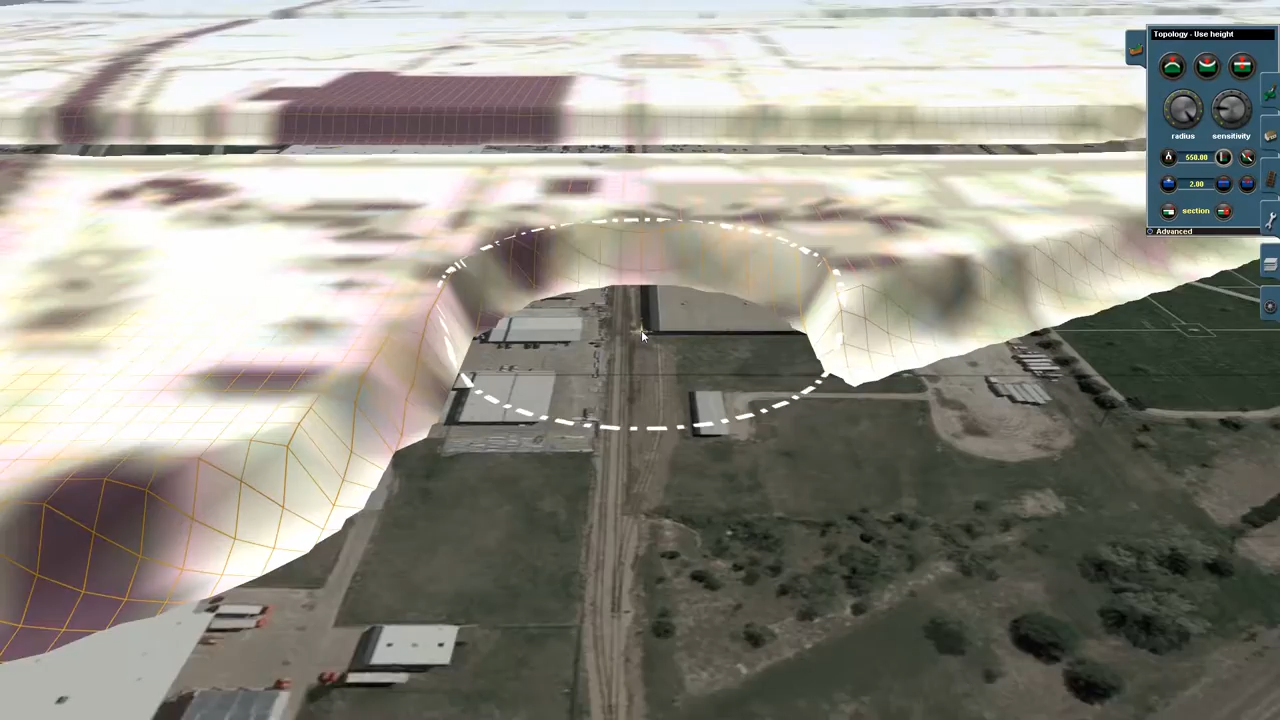 Topology - Use height
radius sensitivity
550.00
2.00
section
Advanced